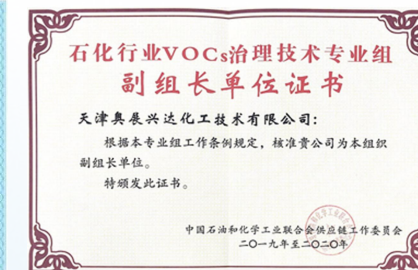 石化行业VOCs治理技术专业组
副组长单位证书
天津奥展兴达化工技术有限公司：
根据本专业组工作条例规定，核准贵公司为本组织
副组长单位。
特颁发此证书。
中国石油和化学工业联合会供应链工作委员会
二〇一九年至二〇二〇年